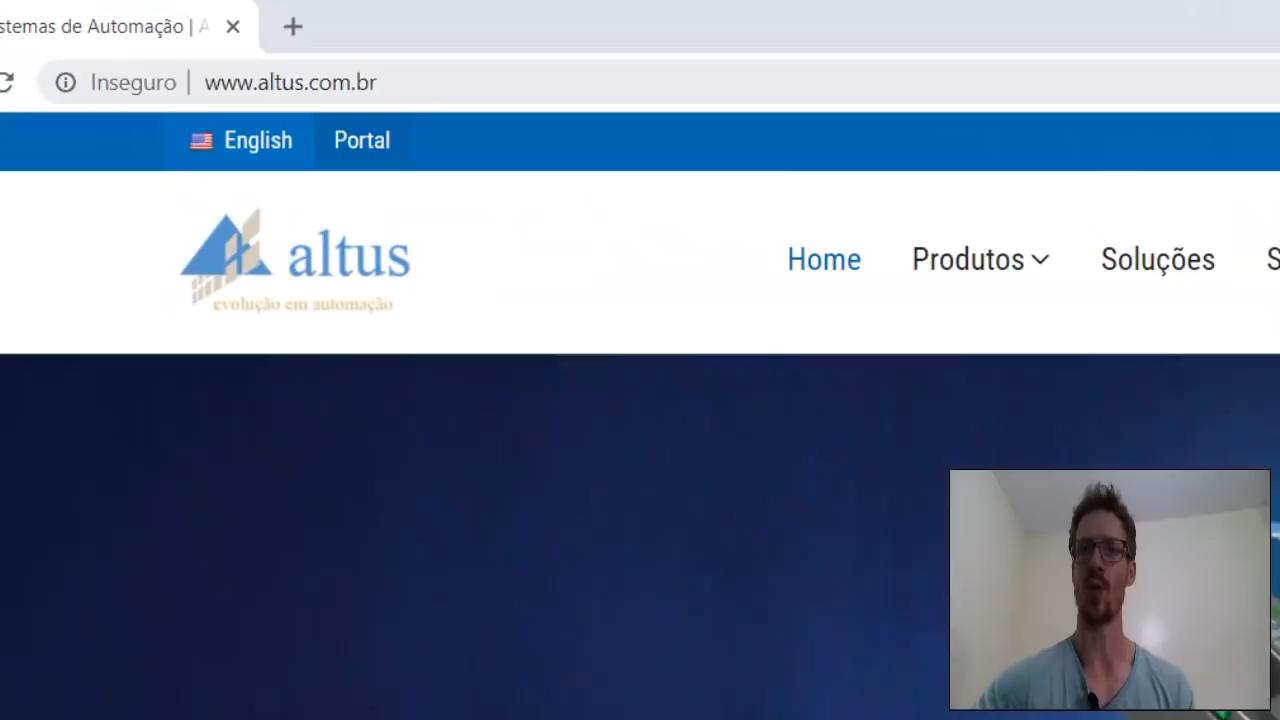 stemas de Automação |
Inseguro | www.altus.com.br
English Portal
altus
evolução em automação
Home Produtos Soluções S